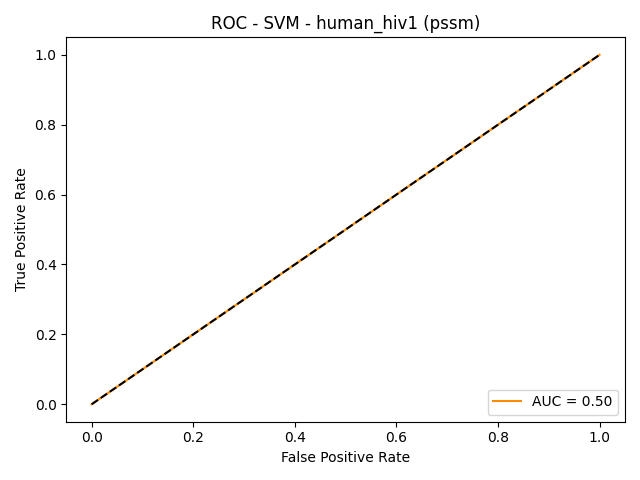 ROC - SVM - human_hiv1 (pssm)
1.0
0.8
0.6
0.4
0.2
0.0
True Positive Rate
AUC = 0.50
0.0 0.2 0.4 0.6 0.8 1.0
False Positive Rate